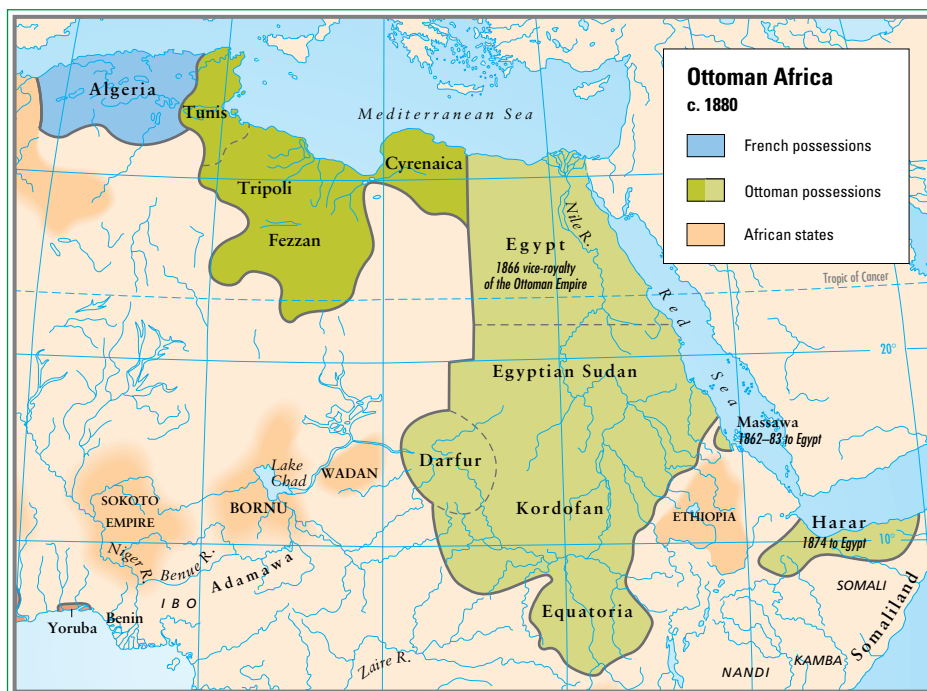 Ottoman Africa
c. 1880
French possessions
Ottoman possessions
African states
Algeria
Tunis
Mediterranean Sea
Cyrenaica
Tripoli
Fezzan
Nile R.
Egypt
1866 vice-royalty
of the Ottoman Empire
Tropic of Cancer
Red
Sea
20°
Egyptian Sudan
Massawa
1862–83 to Egypt
Darfur
Lake
Chad
WADAN
SOKOTO
EMPIRE
BORNU
Kordofan
ETHIOPIA
Harar
1874 to Egypt
10°
Niger R.
Benue R.
Adamawa
IBO
SOMALI
Benin
Yoruba
Equatoria
Somaliland
Zaire R.
NANDI
KAMBA